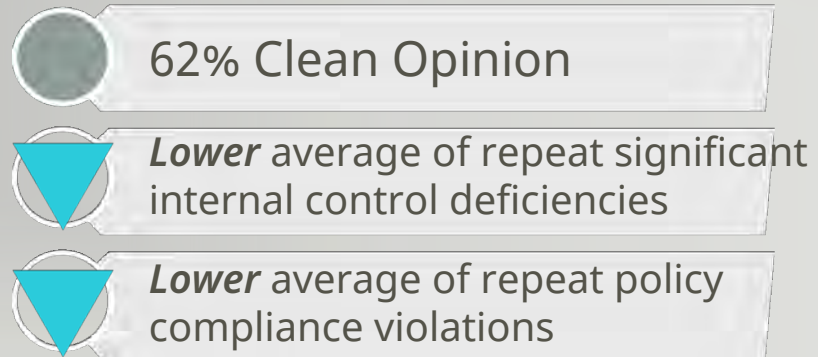 62% Clean Opinion
Lower average of repeat significant
internal control deficiencies
Lower average of repeat policy
compliance violations